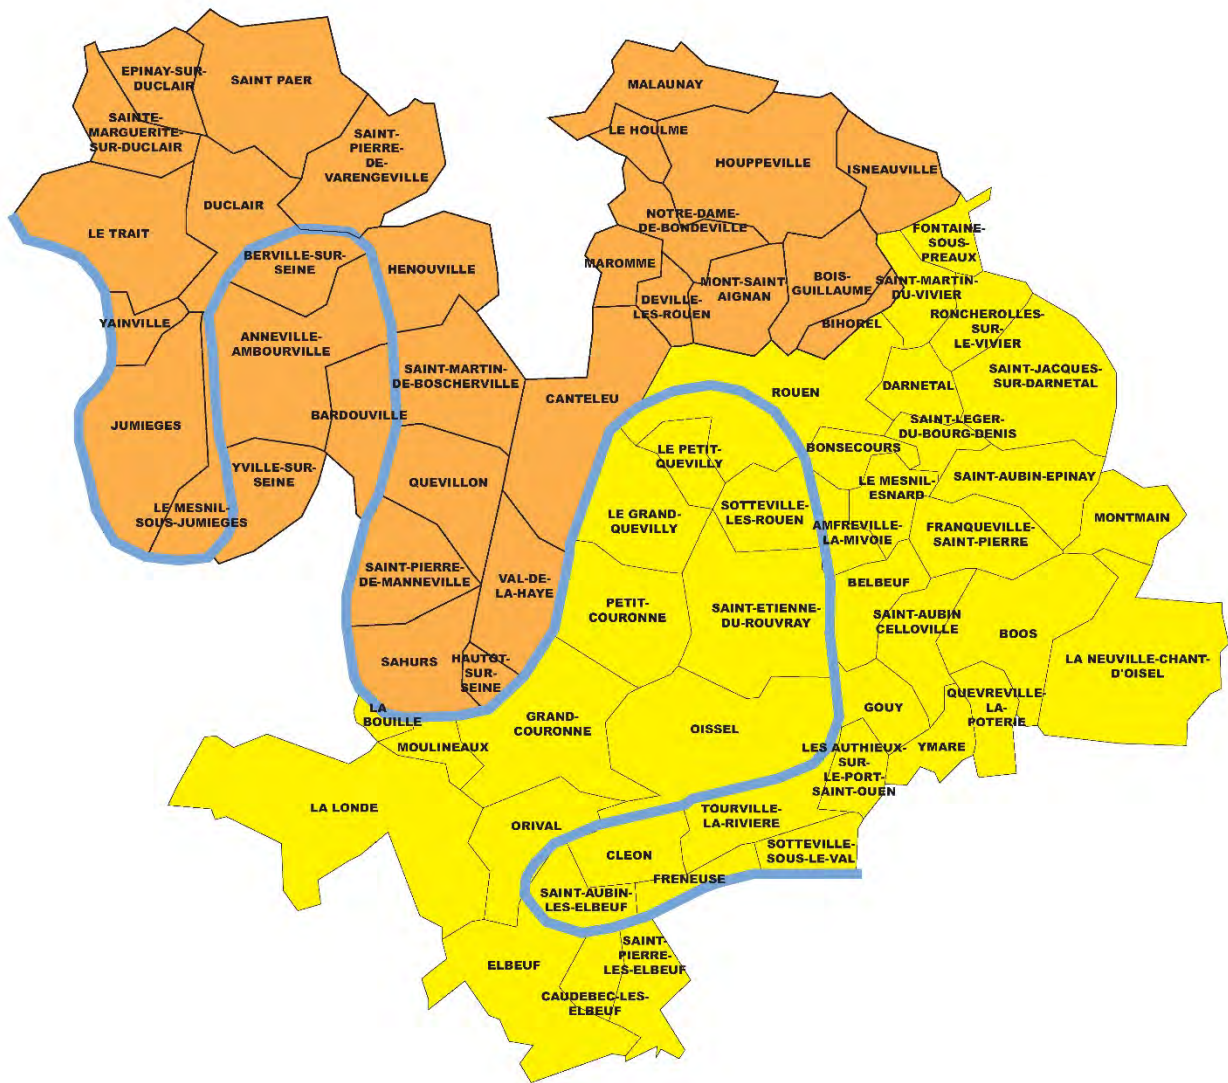 EPINAY-SUR-
DUCLAIR
SAINT PAER
SAINTE-
MARGUERITE-
SUR-DUCLAIR
SAINT-
PIERRE-
DE-
VARENGEVILLE
LE TRAIT
DUCLAIR
BERVILLE-SUR-
SEINE
HENOUVILLE
YAINVILLE
ANNEVILLE-
AMBOURVILLE
SAINT-MARTIN-
DE-BOSCHERVILLE
BARDOUVILLE
JUMIEGES
YVILLE-SUR-
SEINE
LE MESNIL-
SOUS-JUMIEGES
QUEVILLON
CANTELEU
SAINT-PIERRE-
DE-MANNEVILLE
VAL-DE-
LA-HAYE
SAHURS
HAUTOT-
SUR-
SEINE
MALAUNAY
LE HOULME
HOUPPEVILLE
ISNEAUVILLE
NOTRE-DAME-
DE-BONDEVILLE
MAROMME
DEVILLE-
LES-ROUEN
MONT-SAINT-
AIGNAN
BOIS-
GUILLAUME
BIHOREL
FONTAINE-
SOUS-
PREAUX
SAINT-MARTIN-
DU-VIVIER
RONCHEROLLES-
SUR-
LE-VIVIER
SAINT-JACQUES-
SUR-DARNETAL
DARNETAL
ROUEN
SAINT-LEGER-
DU-BOURG-DENIS
BONSECOURS
LE PETIT-
QUEVILLY
LE MESNIL-
ESNARD
SAINT-AUBIN-EPINAY
SOTTEVILLE-
LES-ROUEN
LE GRAND-
QUEVILLY
AMFREVILLE-
LA-MIVOIE
FRANQUEVILLE-
SAINT-PIERRE
MONTMAIN
BELBEUF
PETIT-
COURONNE
SAINT-ETIENNE-
DU-ROUVRAY
SAINT-AUBIN
CELLOVILLE
BOOS
LA NEUVILLE-CHANT-
D'OISEL
QUEVREVILLE-
LA-
POTERIE
GOUY
YMARE
LES AUTHIEUX-
SUR-
LE-PORT-
SAINT-OUEN
OISSEL
GRAND-
COURONNE
LA
BOUILLE
MOULINEAUX
LA LONDE
ORIVAL
TOURVILLE-
LA-RIVIERE
CLEON
SOTTEVILLE-
SOUS-LE-VAL
FRENEUSE
SAINT-AUBIN-
LES-ELBEUF
ELBEUF
SAINT-
PIERRE-
LES-ELBEUF
CAUDEBEC-LES-
ELBEUF